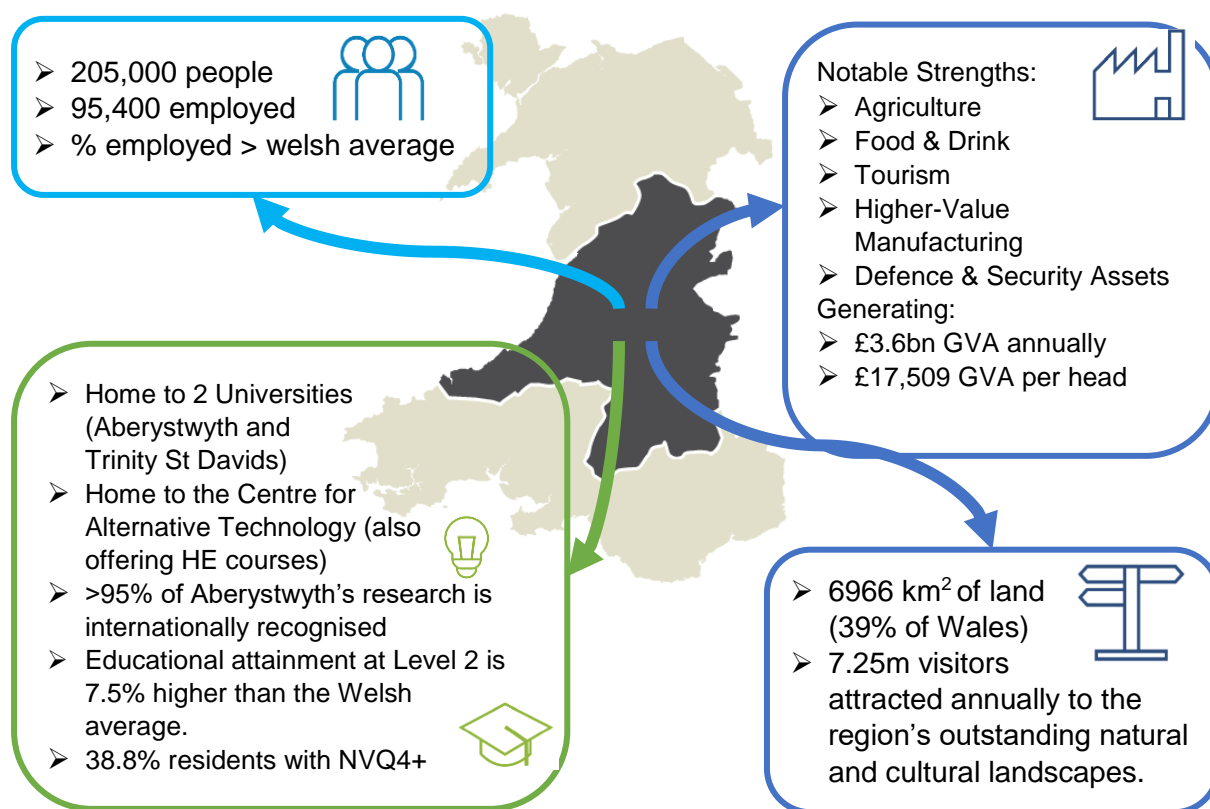 ➢ 205,000 people
➢ 95,400 employed
➢ % employed > welsh average
Notable Strengths:
➢ Agriculture
➢ Food & Drink
➢ Tourism
➢ Higher-Value
Manufacturing
➢ Defence & Security Assets
Generating:
➢ £3.6bn GVA annually
➢ £17,509 GVA per head
➢ Home to 2 Universities
(Aberystwyth and
Trinity St Davids)
➢ Home to the Centre for
Alternative Technology (also
offering HE courses)
➢ >95% of Aberystwyth’s research is
internationally recognised
➢ Educational attainment at Level 2 is
7.5% higher than the Welsh
average.
➢ 38.8% residents with NVQ4+
➢ 6966 km² of land
(39% of Wales)
➢ 7.25m visitors
attracted annually to the
region’s outstanding natural
and cultural landscapes.